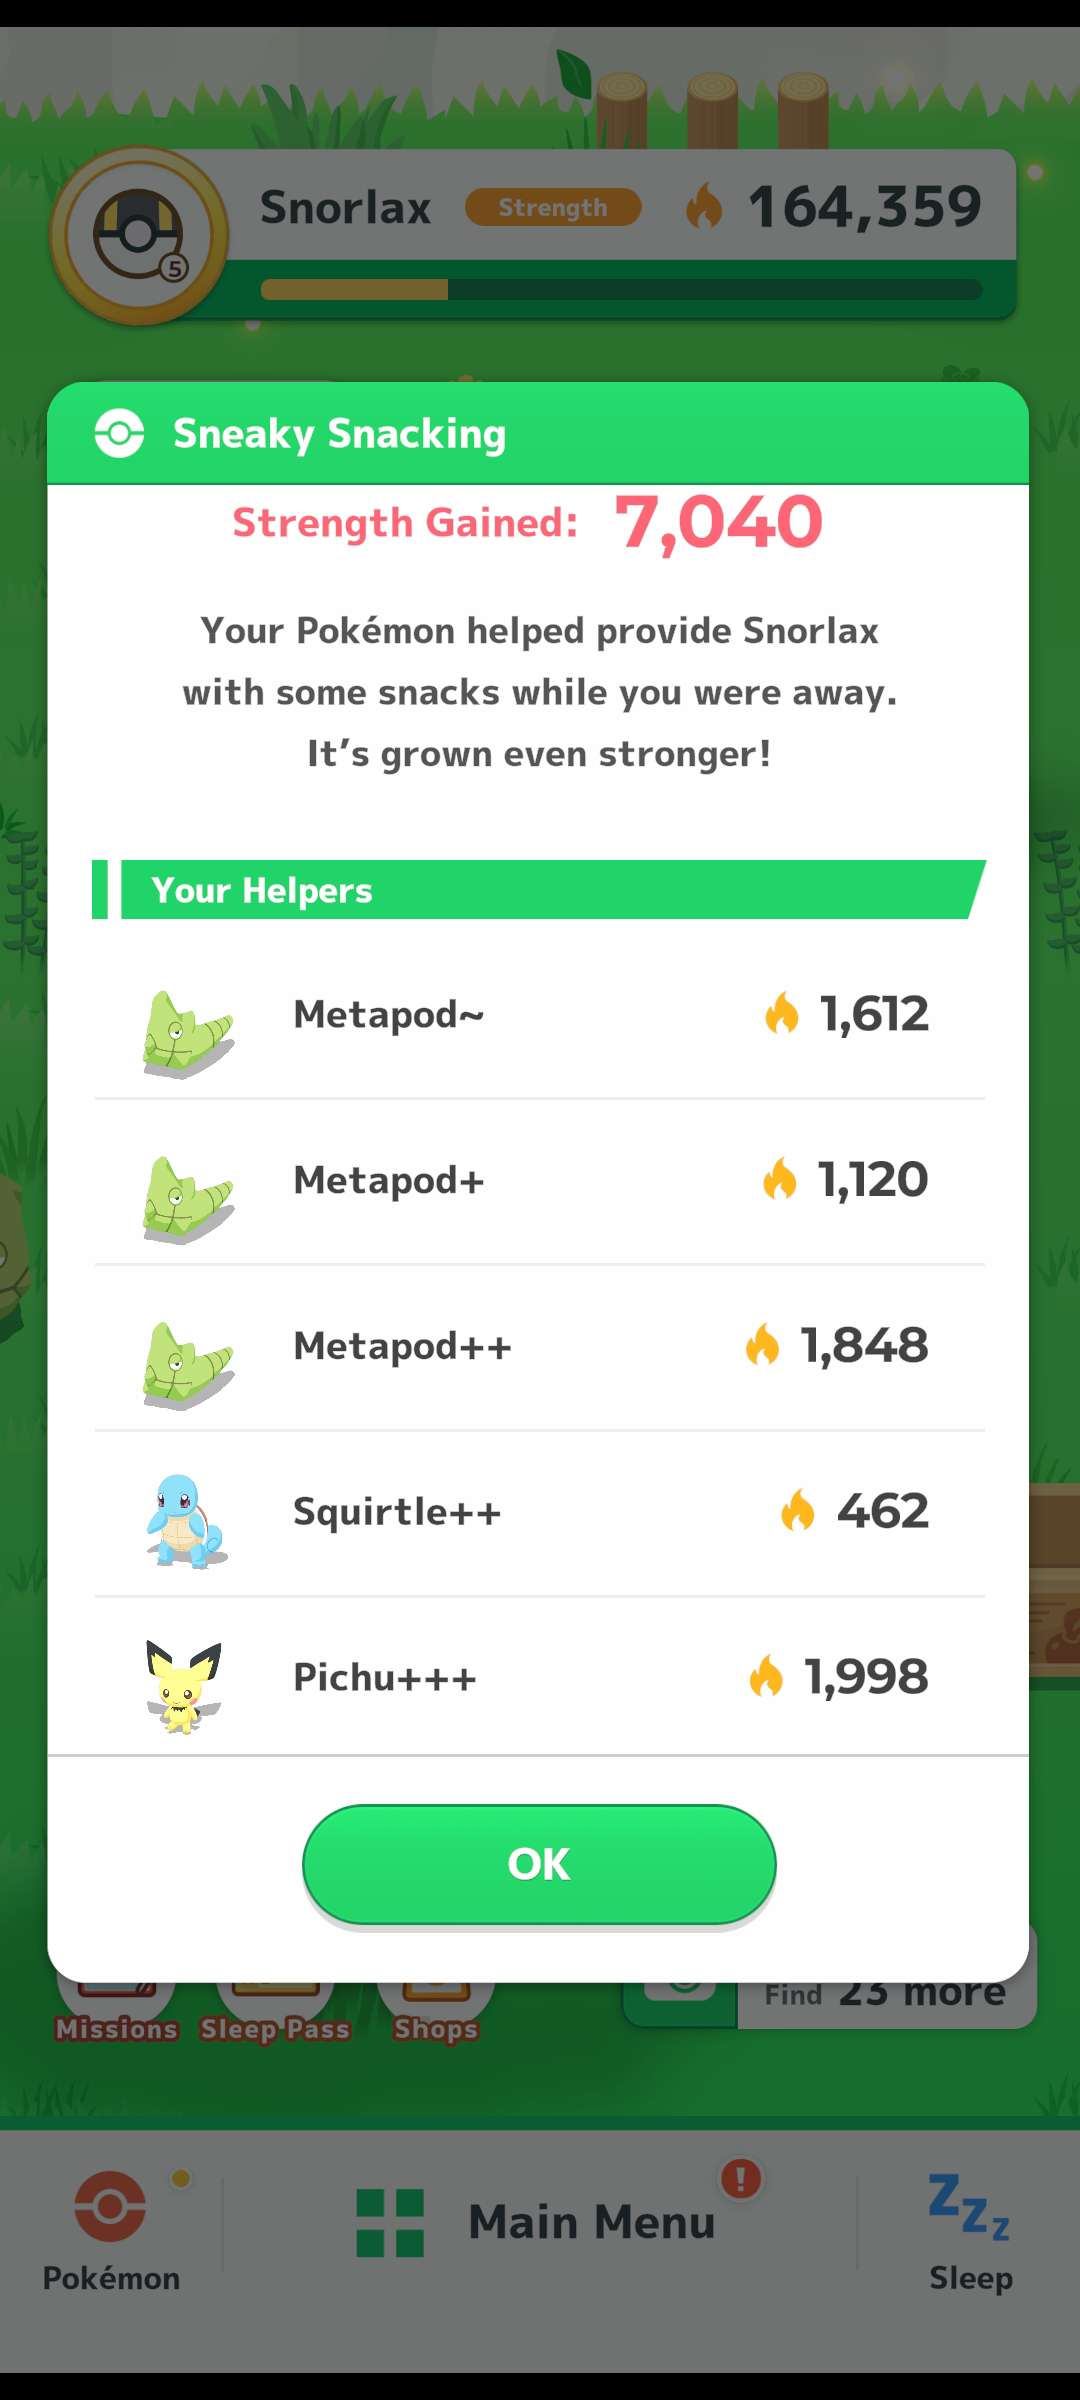 Snorlax Strength 164,359
5
Sneaky Snacking
Strength Gained: 7,040
Your Pokémon helped provide Snorlax
with some snacks while you were away.
It's grown even stronger!
Your Helpers
Metapod~ 1,612
Metapod+ 1,120
Metapod++ 1,848
Squirtle++ 462
Pichu+++ 1,998
OK
Find 23 more
Missions Sleep Pass Shops
Pokémon
! Main Menu
Zzz
Sleep